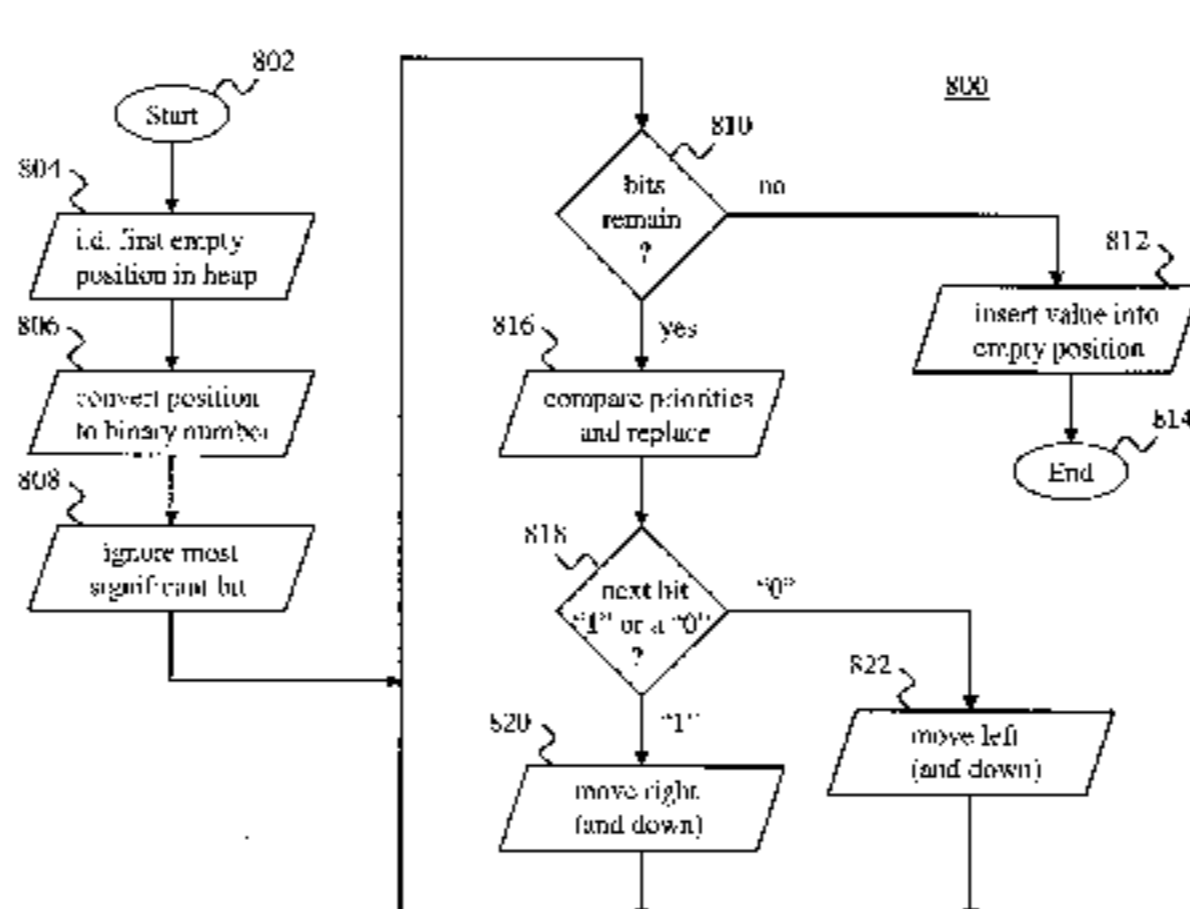 802
Start
804
i.d. first empty
position in heap
806
convert position
to binary number
808
ignore most
significant bit
800
810
bits
remain
?
no
yes
812
insert value into
empty position
814
End
816
compare priorities
and replace
818
next bit
“1” or a “0”
?
“0”
“1”
820
move right
(and down)
822
move left
(and down)